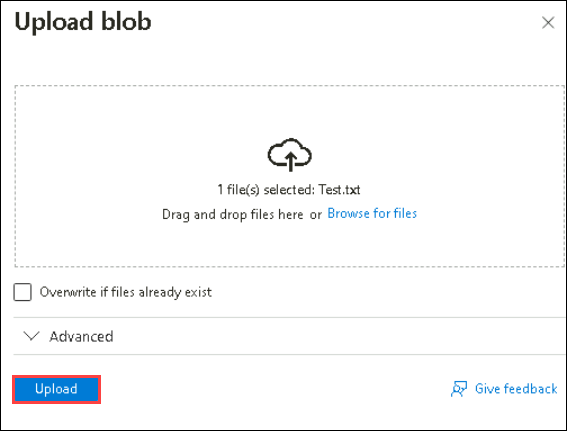 Upload blob
1 file(s) selected: Test.txt
Drag and drop files here or Browse for files
Overwrite if files already exist
Advanced
Upload
Give feedback